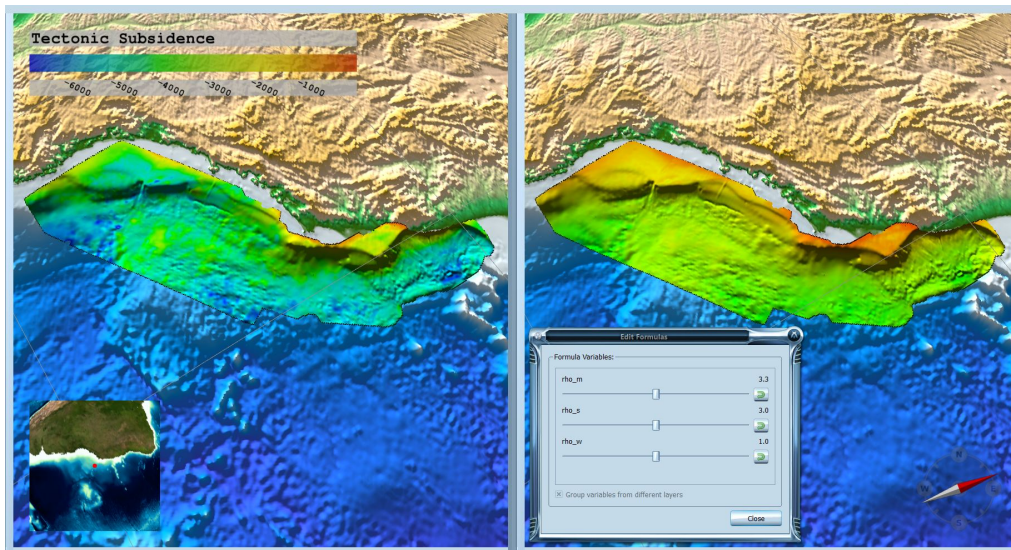 Tectonic Subsidence
-6000 -5000 -4000 -3000 -2000 -1000
Edit Formulas
Formula Variables:
rho_m 3.3
rho_s 3.0
rho_w 1.0
Group variables from different layers
Close
N
W E
S